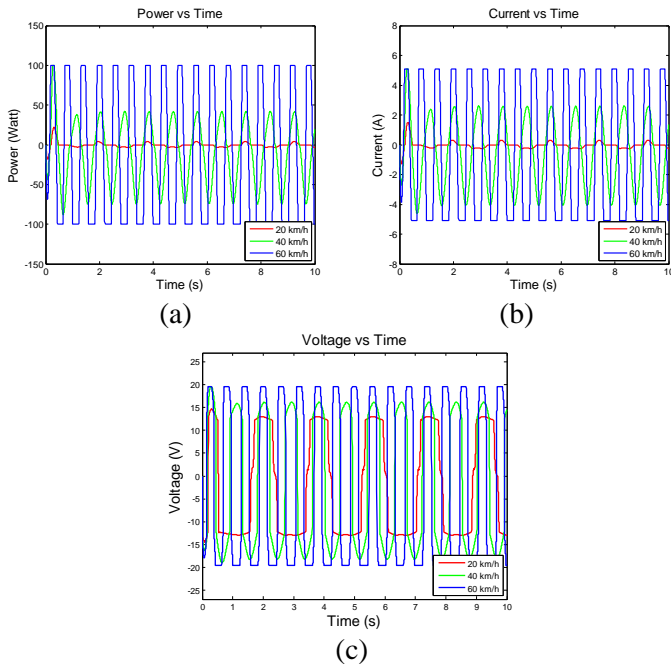 Power vs Time
150
100
50
0
-50
-100
-150
0 2 4 6 8 10
Power (Watt)
Time (s)
20 km/h
40 km/h
60 km/h
(a)
Current vs Time
8
6
4
2
0
-2
-4
-6
-8
0 2 4 6 8 10
Current (A)
Time (s)
20 km/h
40 km/h
60 km/h
(b)
Voltage vs Time
25
20
15
10
5
0
-5
-10
-15
-20
-25
0 1 2 3 4 5 6 7 8 9 10
Voltage (V)
Time (s)
20 km/h
40 km/h
60 km/h
(c)